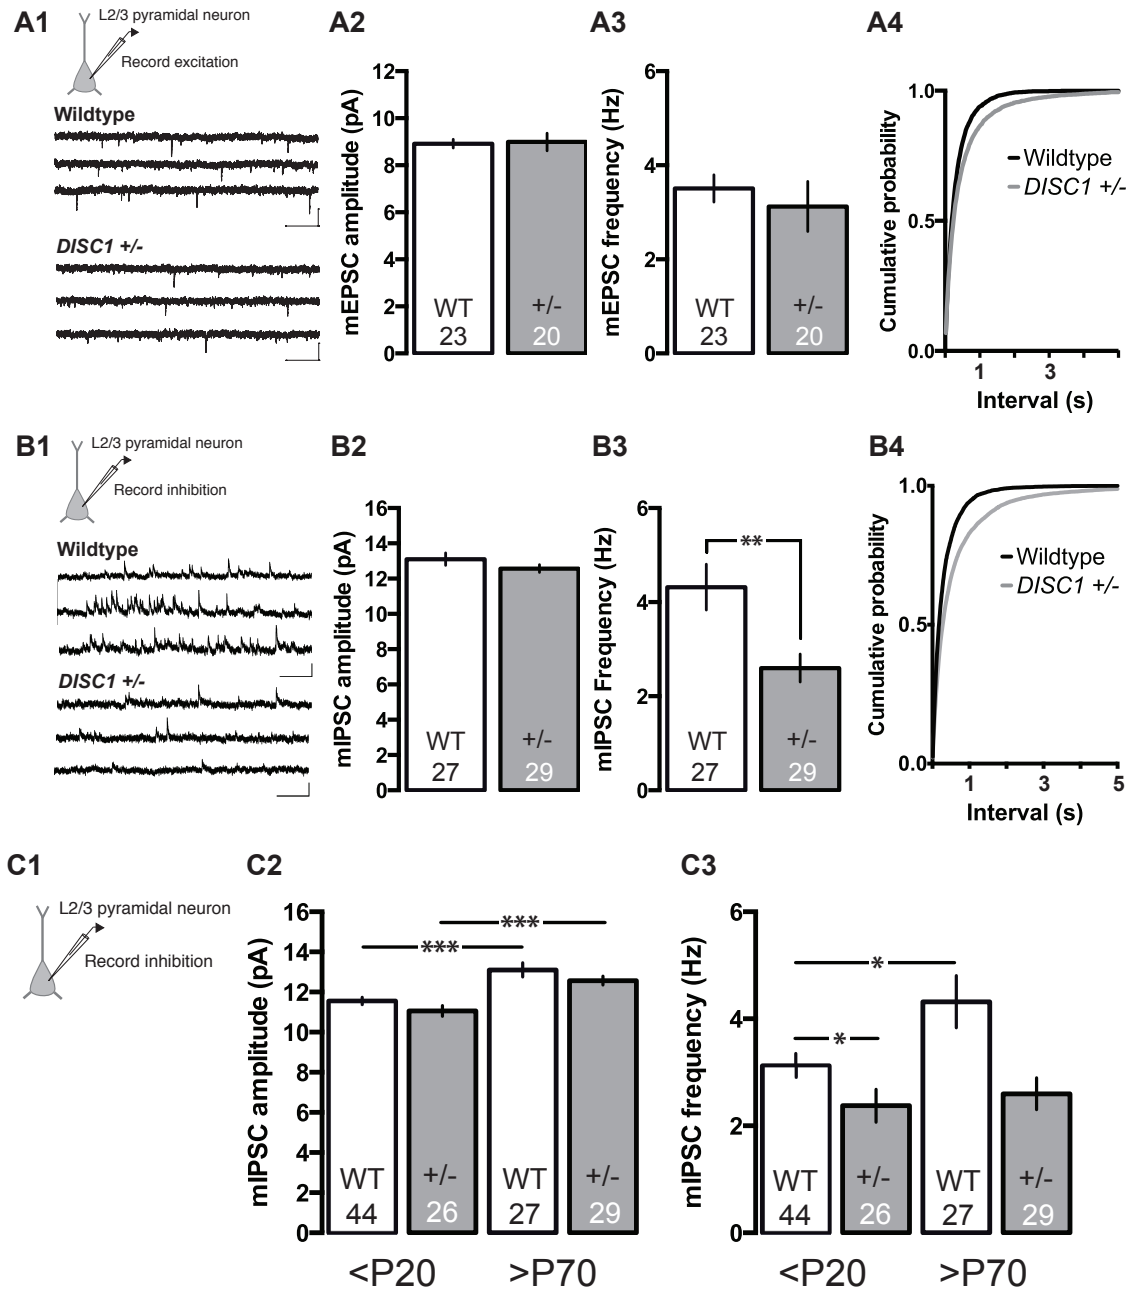 A1
L2/3 pyramidal neuron
Record excitation
Wildtype
DISC1 +/-
A2
mEPSC amplitude (pA)
12
10
8
6
4
2
0
WT
23
+/-
20
A3
mEPSC frequency (Hz)
6
4
2
0
WT
23
+/-
20
A4
Cumulative probability
1.0
0.5
0.0
Wildtype
DISC1 +/-
1
3
Interval (s)
B1
L2/3 pyramidal neuron
Record inhibition
Wildtype
DISC1 +/-
B2
mIPSC amplitude (pA)
16
14
12
10
8
6
4
2
0
WT
27
+/-
29
B3
mIPSC Frequency (Hz)
6
4
2
0
**
WT
27
+/-
29
B4
Cumulative probability
1.0
0.5
0.0
Wildtype
DISC1 +/-
1
3
5
Interval (s)
C1
L2/3 pyramidal neuron
Record inhibition
C2
mIPSC amplitude (pA)
16
14
12
10
8
6
4
2
0
***
***
WT
44
+/-
26
WT
27
+/-
29
<P20
>P70
C3
mIPSC frequency (Hz)
6
4
2
0
*
*
WT
44
+/-
26
WT
27
+/-
29
<P20
>P70